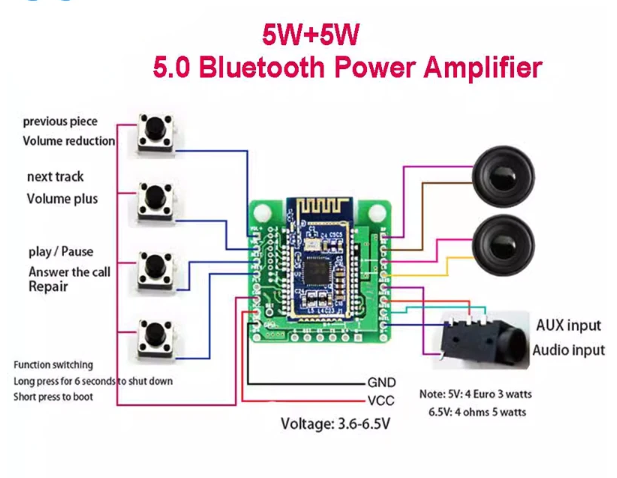 5W+5W
5.0 Bluetooth Power Amplifier
previous piece
Volume reduction
next track
Volume plus
play / Pause
Answer the call
Repair
Function switching
Long press for 6 seconds to shut down
Short press to boot
GND
VCC
Voltage: 3.6-6.5V
AUX input
Audio input
Note: 5V: 4 Euro 3 watts
6.5V: 4 ohms 5 watts